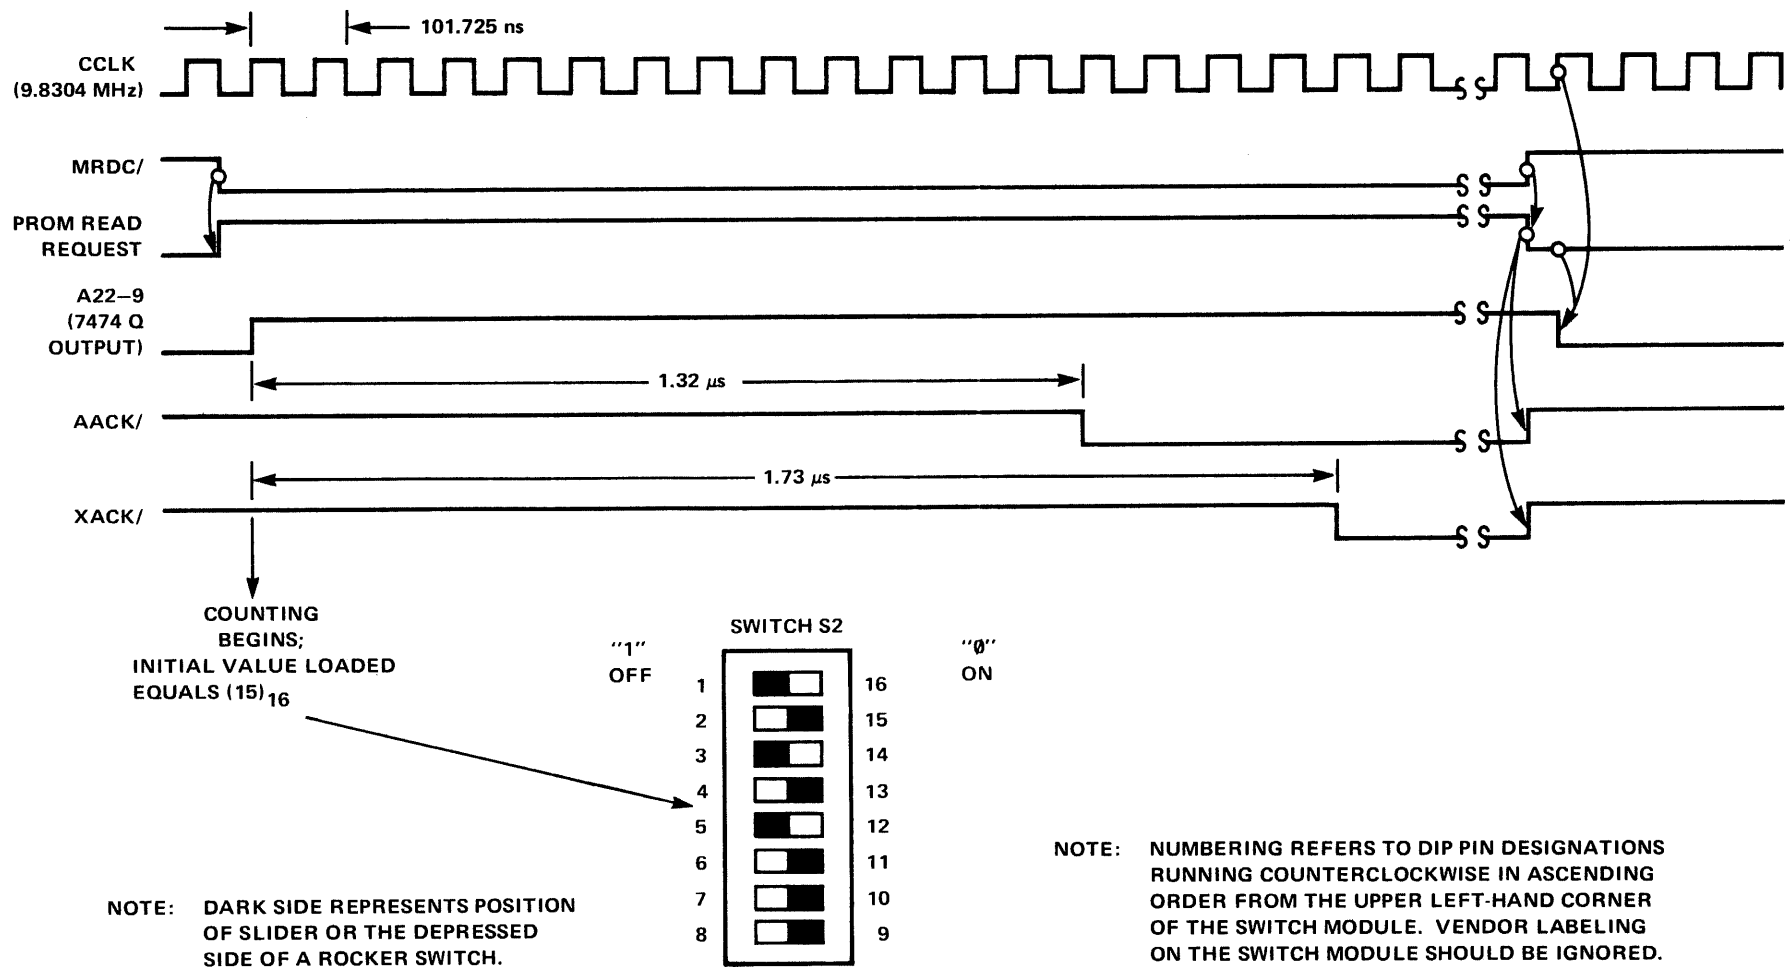 101.725 ns
CCLK
(9.8304 MHz)
MRDC/
PROM READ
REQUEST
A22–9
(7474 Q
OUTPUT)
1.32 μs
AACK/
1.73 μs
XACK/
COUNTING
BEGINS;
INITIAL VALUE LOADED
EQUALS (15)16
SWITCH S2
"1"
OFF
"0"
ON
1 16
2 15
3 14
4 13
5 12
6 11
7 10
8 9
NOTE: DARK SIDE REPRESENTS POSITION
OF SLIDER OR THE DEPRESSED
SIDE OF A ROCKER SWITCH.
NOTE: NUMBERING REFERS TO DIP PIN DESIGNATIONS
RUNNING COUNTERCLOCKWISE IN ASCENDING
ORDER FROM THE UPPER LEFT-HAND CORNER
OF THE SWITCH MODULE. VENDOR LABELING
ON THE SWITCH MODULE SHOULD BE IGNORED.